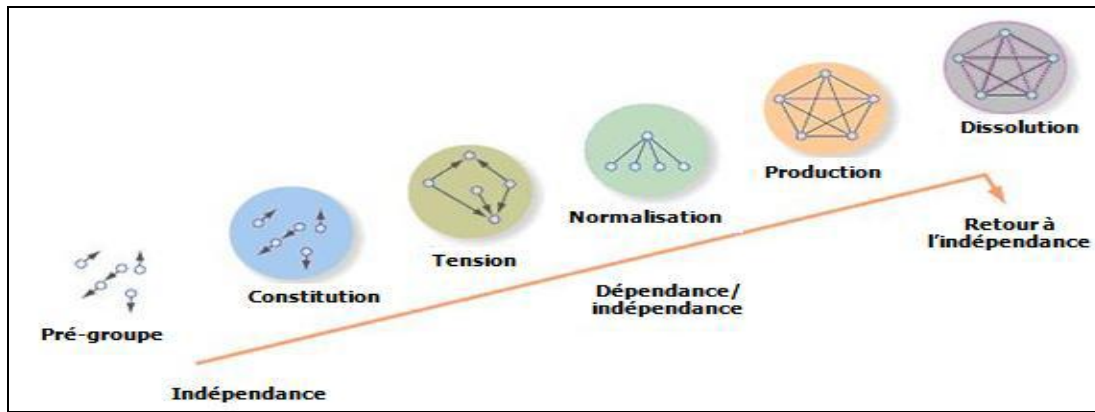 Pré-groupe
Constitution
Tension
Normalisation
Production
Dissolution
Indépendance
Dépendance/
indépendance
Retour à
l'indépendance